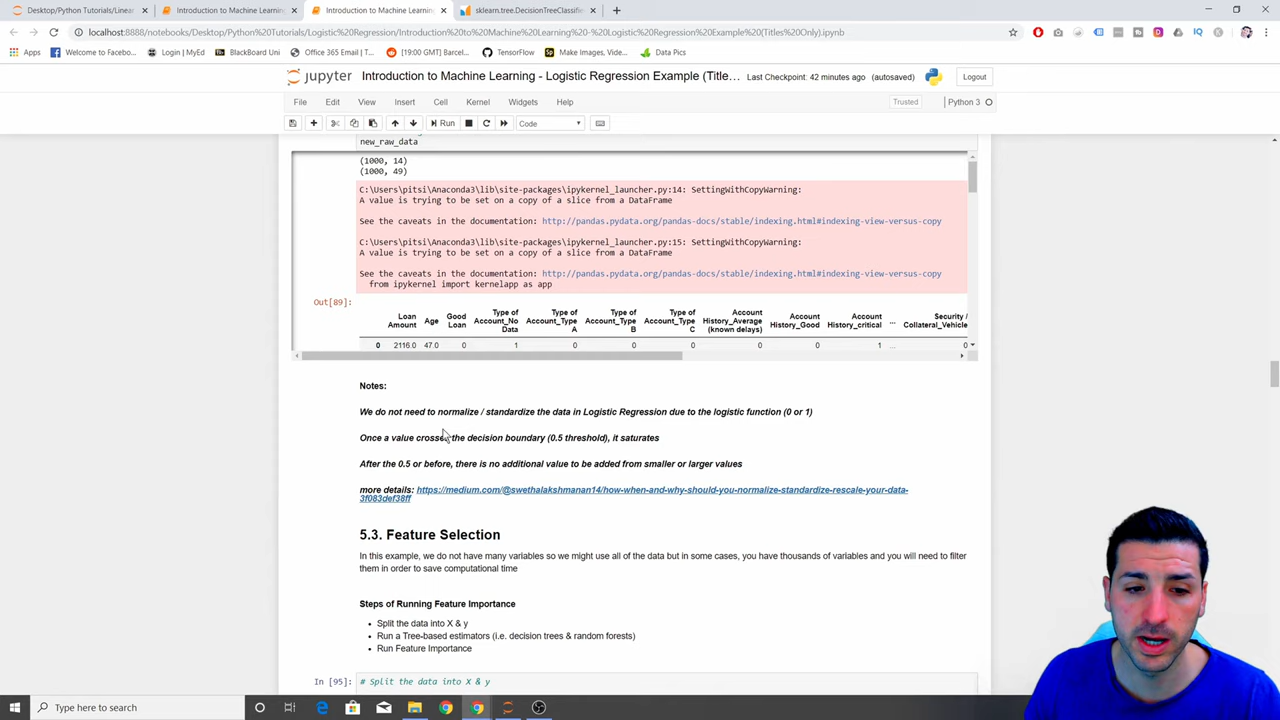 Desktop/Python Tutorials/Linea
Introduction to Machine Learning
Introduction to Machine Learning
sklearn.tree.DecisionTreeClassifi
localhost:8888/notebooks/Desktop/Python%20Tutorials/Logistic%20Regression/Introduction%20to%20Machine%20Learning%20-%20Logistic%20Regression%20Example%20(Titles%20Only).ipynb
Apps
Welcome to Facebo...
Login | MyEd
BlackBoard Uni
Office 365 Email | T...
(19:00 GMT) Barcel...
TensorFlow
Make Images, Vide...
Data Pics
jupyter Introduction to Machine Learning - Logistic Regression Example (Title... Last Checkpoint: 42 minutes ago (autosaved) Logout
File Edit View Insert Cell Kernel Widgets Help Trusted Python 3
Run Code
new_raw_data
(1000, 14)
(1000, 49)
C:\Users\pitsi\Anaconda3\lib\site-packages\ipykernel_launcher.py:14: SettingWithCopyWarning:
A value is trying to be set on a copy of a slice from a DataFrame
See the caveats in the documentation: http://pandas.pydata.org/pandas-docs/stable/indexing.html#indexing-view-versus-copy
C:\Users\pitsi\Anaconda3\lib\site-packages\ipykernel_launcher.py:15: SettingWithCopyWarning:
A value is trying to be set on a copy of a slice from a DataFrame
See the caveats in the documentation: http://pandas.pydata.org/pandas-docs/stable/indexing.html#indexing-view-versus-copy
from ipykernel import kernelapp as app
Out[89]:
Loan Amount
Age
Good Loan
Type of Account_No Data
Type of Account_Type A
Type of Account_Type B
Type of Account_Type C
Account History_Average (known delays)
Account History_Good
Account History_critical
...
Security / Collateral_Vehicle
0 2116.0 47.0 0 1 0 0 0 0 0 1 ... 0
Notes:
We do not need to normalize / standardize the data in Logistic Regression due to the logistic function (0 or 1)
Once a value crosses the decision boundary (0.5 threshold), it saturates
After the 0.5 or before, there is no additional value to be added from smaller or larger values
more details: https://medium.com/@swethalakshmanan14/how-when-and-why-should-you-normalize-standardize-rescale-your-data-
3f083def38ff
5.3. Feature Selection
In this example, we do not have many variables so we might use all of the data but in some cases, you have thousands of variables and you will need to filter
them in order to save computational time
Steps of Running Feature Importance
Split the data into X & y
Run a Tree-based estimators (i.e. decision trees & random forests)
Run Feature Importance
In [95]: # Split the data into X & y
Type here to search